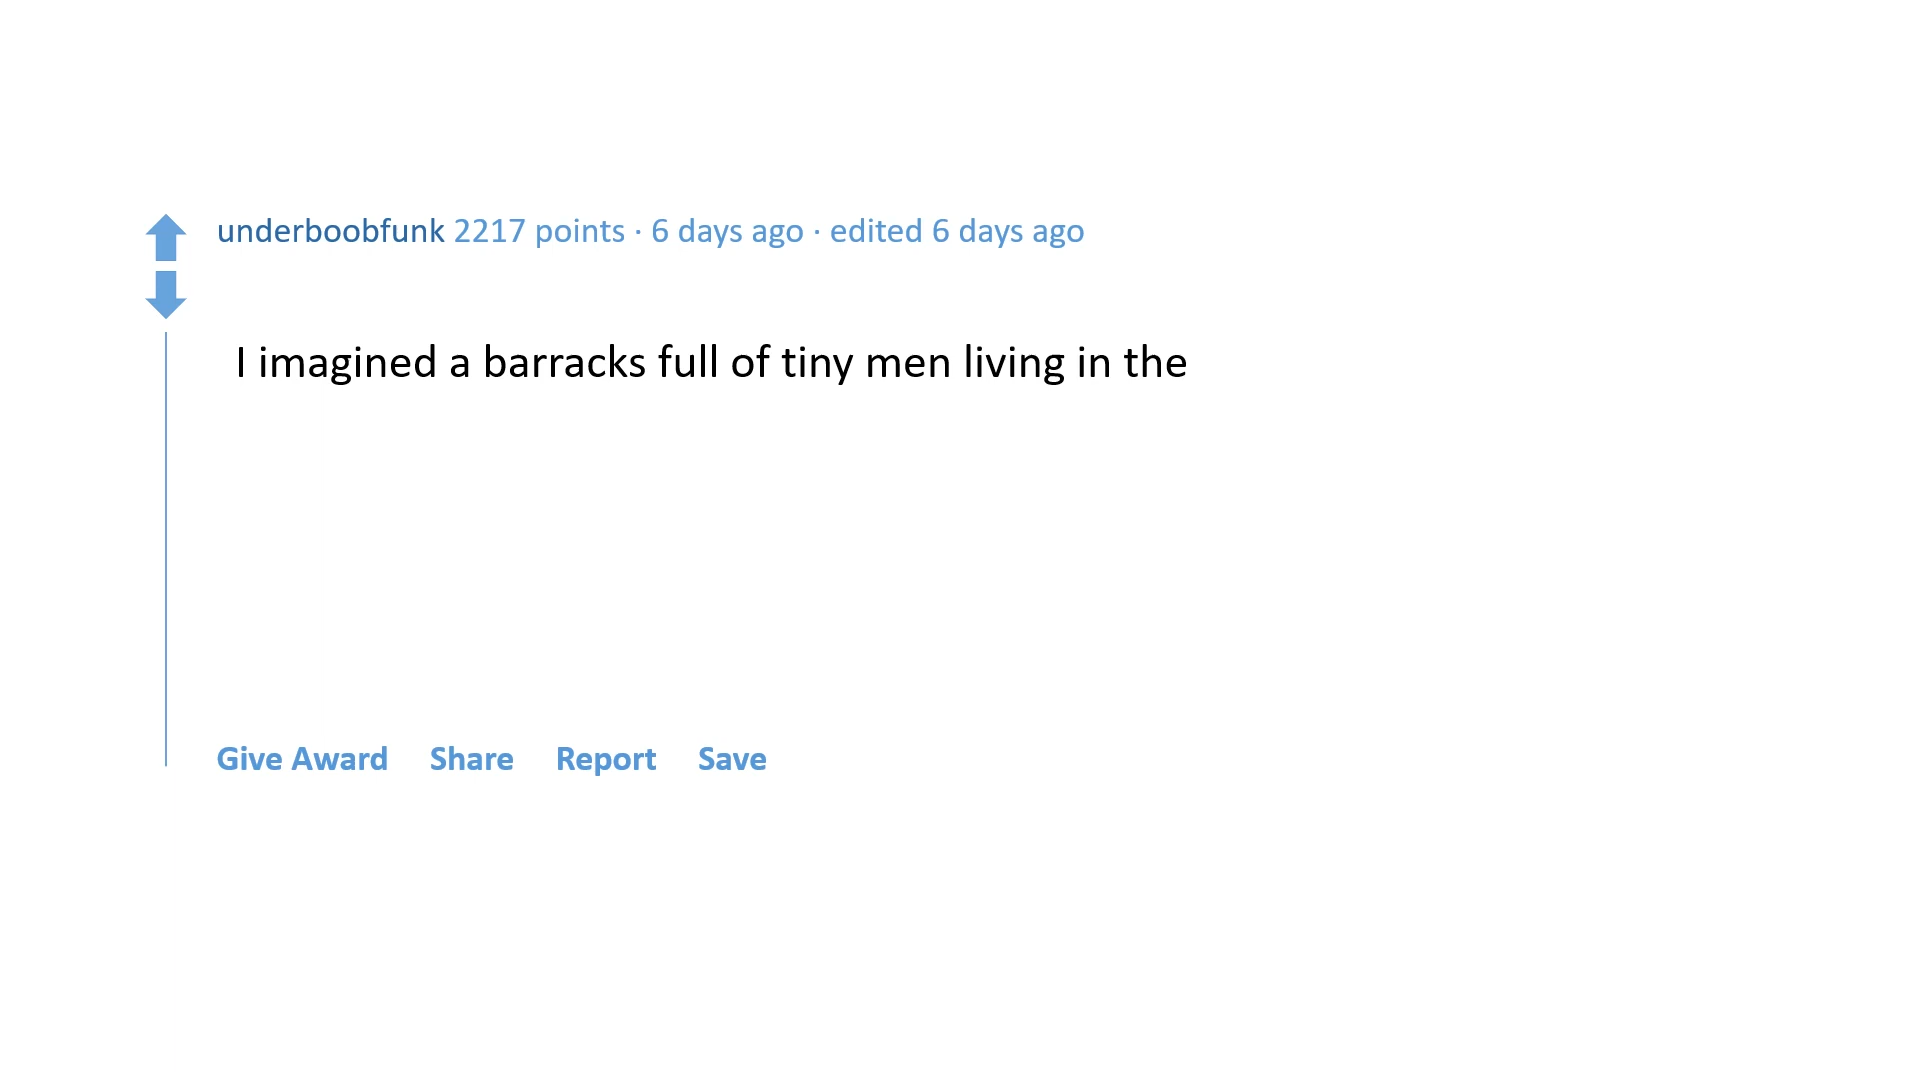 underboobfunk 2217 points · 6 days ago · edited 6 days ago
I imagined a barracks full of tiny men living in the
Give Award Share Report Save